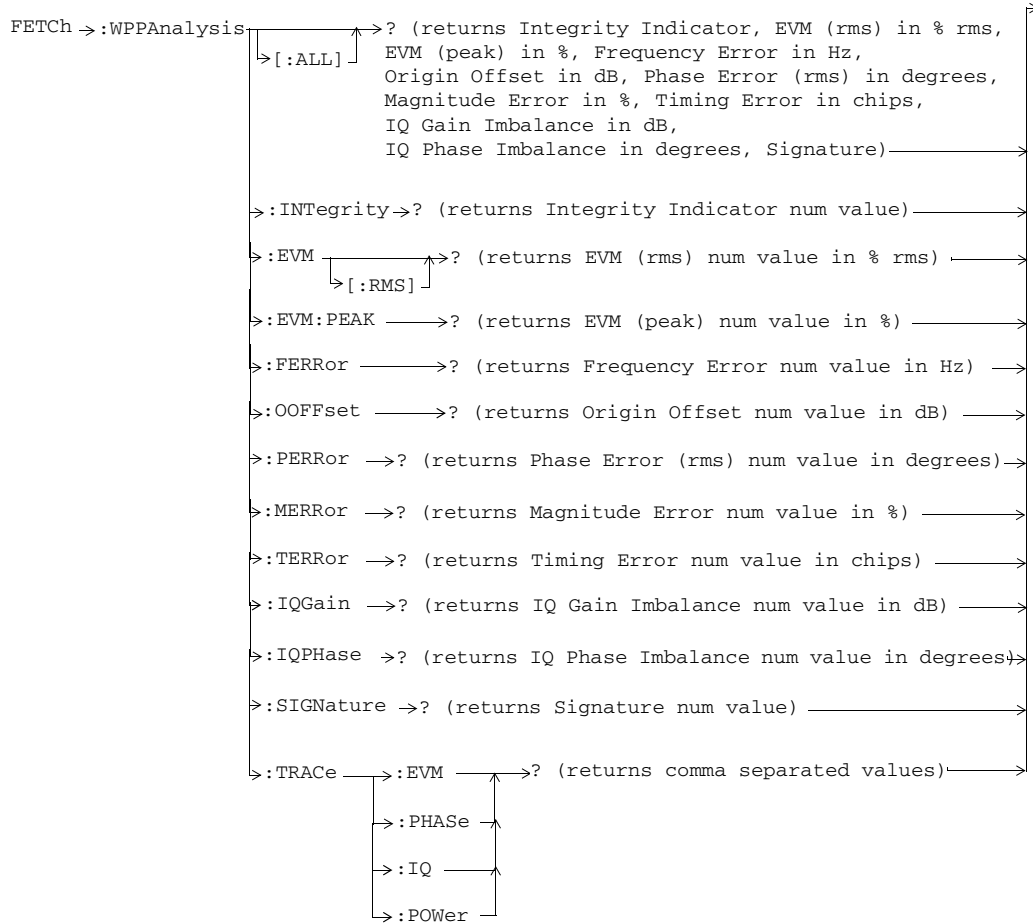 FETCh :WPPAnalysis ? (returns Integrity Indicator, EVM (rms) in % rms,
[:ALL] EVM (peak) in %, Frequency Error in Hz,
Origin Offset in dB, Phase Error (rms) in degrees,
Magnitude Error in %, Timing Error in chips,
IQ Gain Imbalance in dB,
IQ Phase Imbalance in degrees, Signature)
:INTegrity ? (returns Integrity Indicator num value)
:EVM ? (returns EVM (rms) num value in % rms)
[:RMS]
:EVM:PEAK ? (returns EVM (peak) num value in %)
:FERRor ? (returns Frequency Error num value in Hz)
:OOFFset ? (returns Origin Offset num value in dB)
:PERRor ? (returns Phase Error (rms) num value in degrees)
:MERRor ? (returns Magnitude Error num value in %)
:TERRor ? (returns Timing Error num value in chips)
:IQGain ? (returns IQ Gain Imbalance num value in dB)
:IQPHase ? (returns IQ Phase Imbalance num value in degrees)
:SIGNature ? (returns Signature num value)
:TRACe :EVM ? (returns comma separated values)
:PHASe
:IQ
:POWer